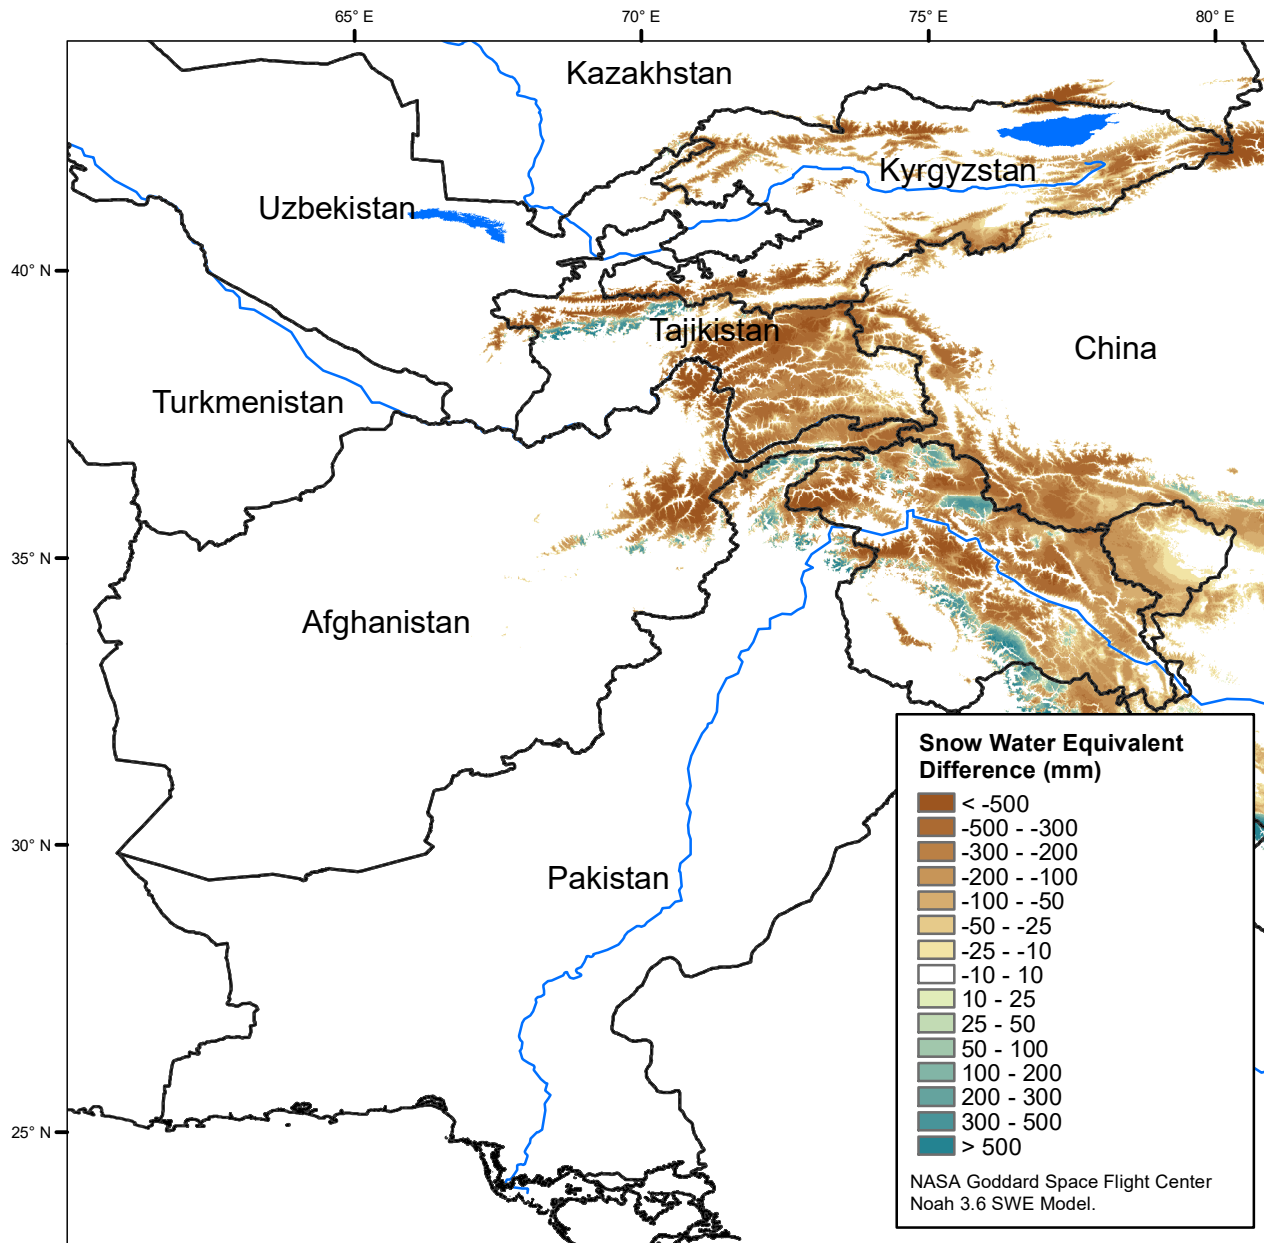 65° E
70° E
75° E
80° E
Kazakhstan
Kyrgyzstan
Uzbekistan
40° N
Tajikistan
China
Turkmenistan
35° N
Afghanistan
Snow Water Equivalent
Difference (mm)
< -500
-500 - -300
-300 - -200
-200 - -100
-100 - -50
-50 - -25
-25 - -10
-10 - 10
10 - 25
25 - 50
50 - 100
100 - 200
200 - 300
300 - 500
> 500
30° N
Pakistan
25° N
NASA Goddard Space Flight Center
Noah 3.6 SWE Model.